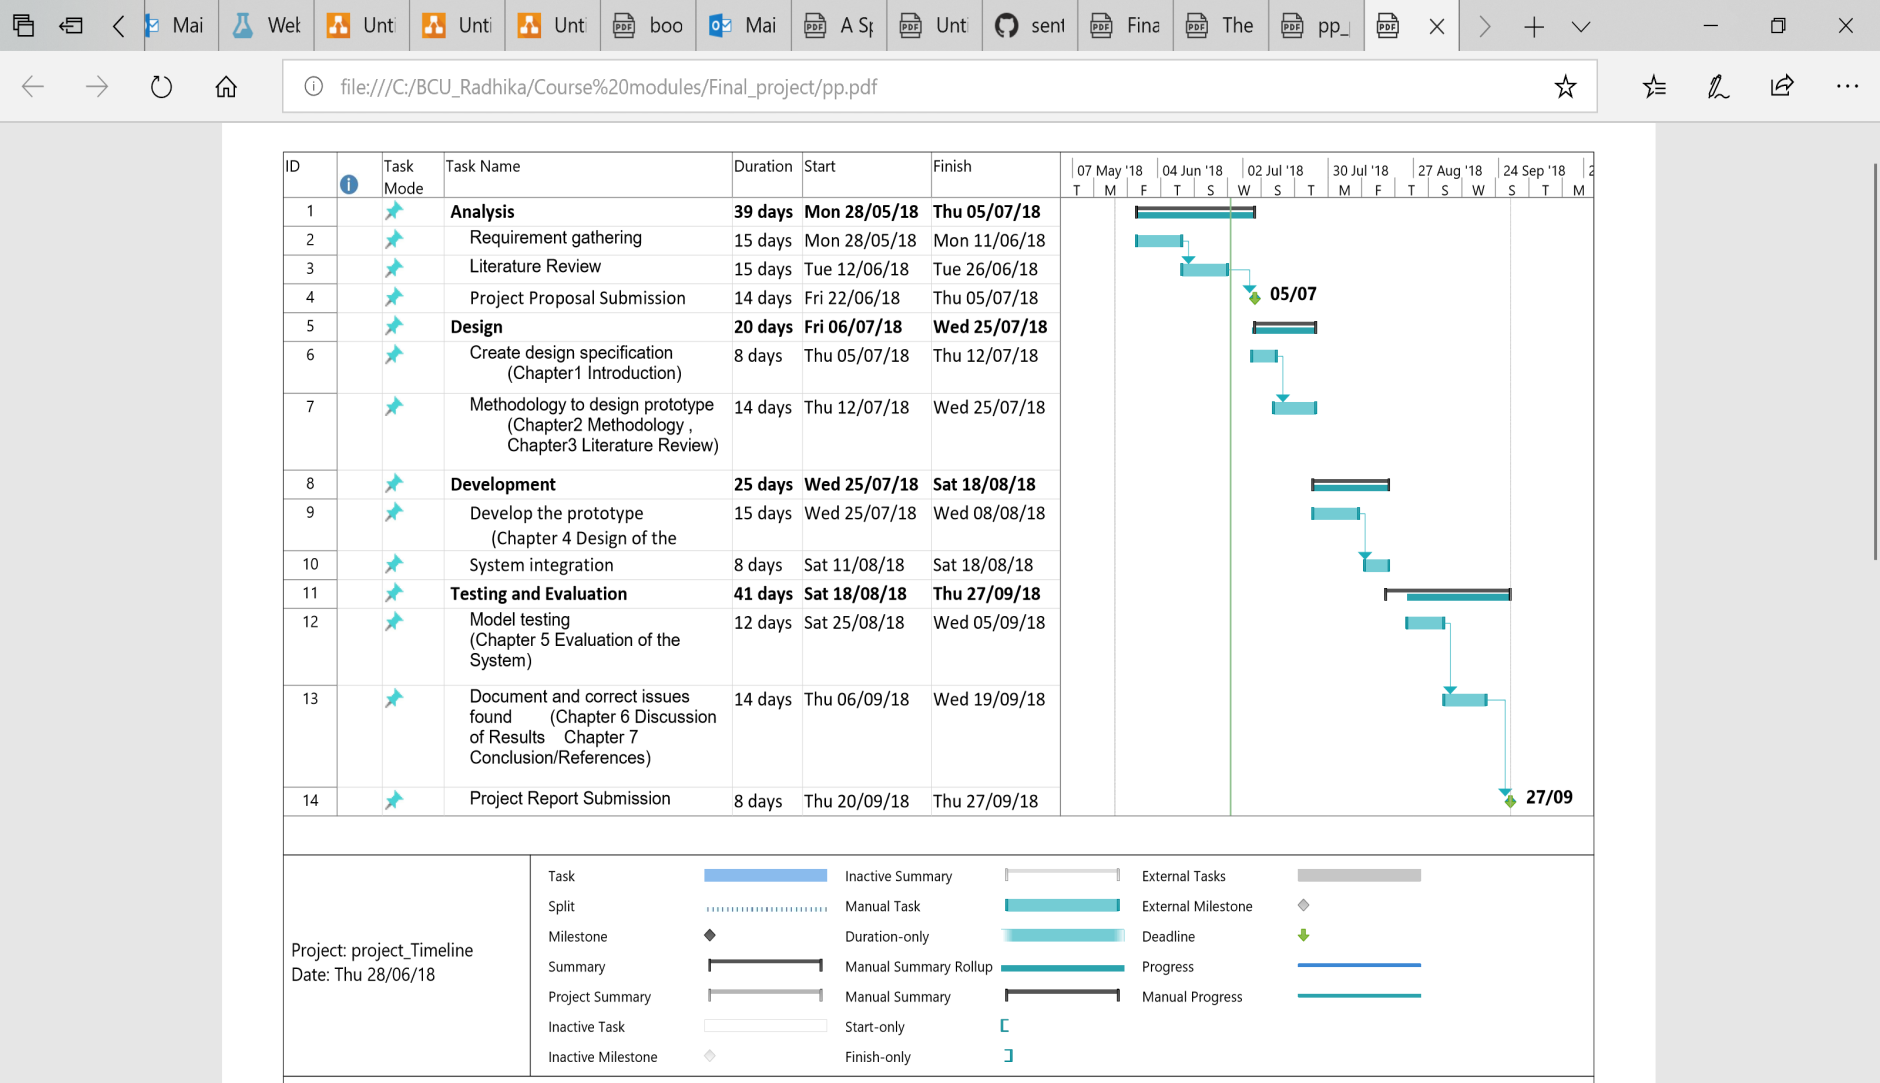 Mai
Web
Unti
Unti
Unti
boo
Mai
A Sp
Unti
sent
Fina
The
pp_
file:///C:/BCU_Radhika/Course%20modules/Final_project/pp.pdf
ID Task Mode Task Name Duration Start Finish
07 May '18 04 Jun '18 02 Jul '18 30 Jul '18 27 Aug '18 24 Sep '18 2
T M F T S W S T M F T S W S T M
1 Analysis 39 days Mon 28/05/18 Thu 05/07/18
2 Requirement gathering 15 days Mon 28/05/18 Mon 11/06/18
3 Literature Review 15 days Tue 12/06/18 Tue 26/06/18
4 Project Proposal Submission 14 days Fri 22/06/18 Thu 05/07/18 05/07
5 Design 20 days Fri 06/07/18 Wed 25/07/18
6 Create design specification 8 days Thu 05/07/18 Thu 12/07/18
(Chapter1 Introduction)
7 Methodology to design prototype 14 days Thu 12/07/18 Wed 25/07/18
(Chapter2 Methodology ,
Chapter3 Literature Review)
8 Development 25 days Wed 25/07/18 Sat 18/08/18
9 Develop the prototype 15 days Wed 25/07/18 Wed 08/08/18
(Chapter 4 Design of the
10 System integration 8 days Sat 11/08/18 Sat 18/08/18
11 Testing and Evaluation 41 days Sat 18/08/18 Thu 27/09/18
12 Model testing 12 days Sat 25/08/18 Wed 05/09/18
(Chapter 5 Evaluation of the
System)
13 Document and correct issues 14 days Thu 06/09/18 Wed 19/09/18
found (Chapter 6 Discussion
of Results Chapter 7
Conclusion/References)
14 Project Report Submission 8 days Thu 20/09/18 Thu 27/09/18 27/09
Project: project_Timeline
Date: Thu 28/06/18
Task Inactive Summary External Tasks
Split Manual Task External Milestone
Milestone Duration-only Deadline
Summary Manual Summary Rollup Progress
Project Summary Manual Summary Manual Progress
Inactive Task Start-only
Inactive Milestone Finish-only